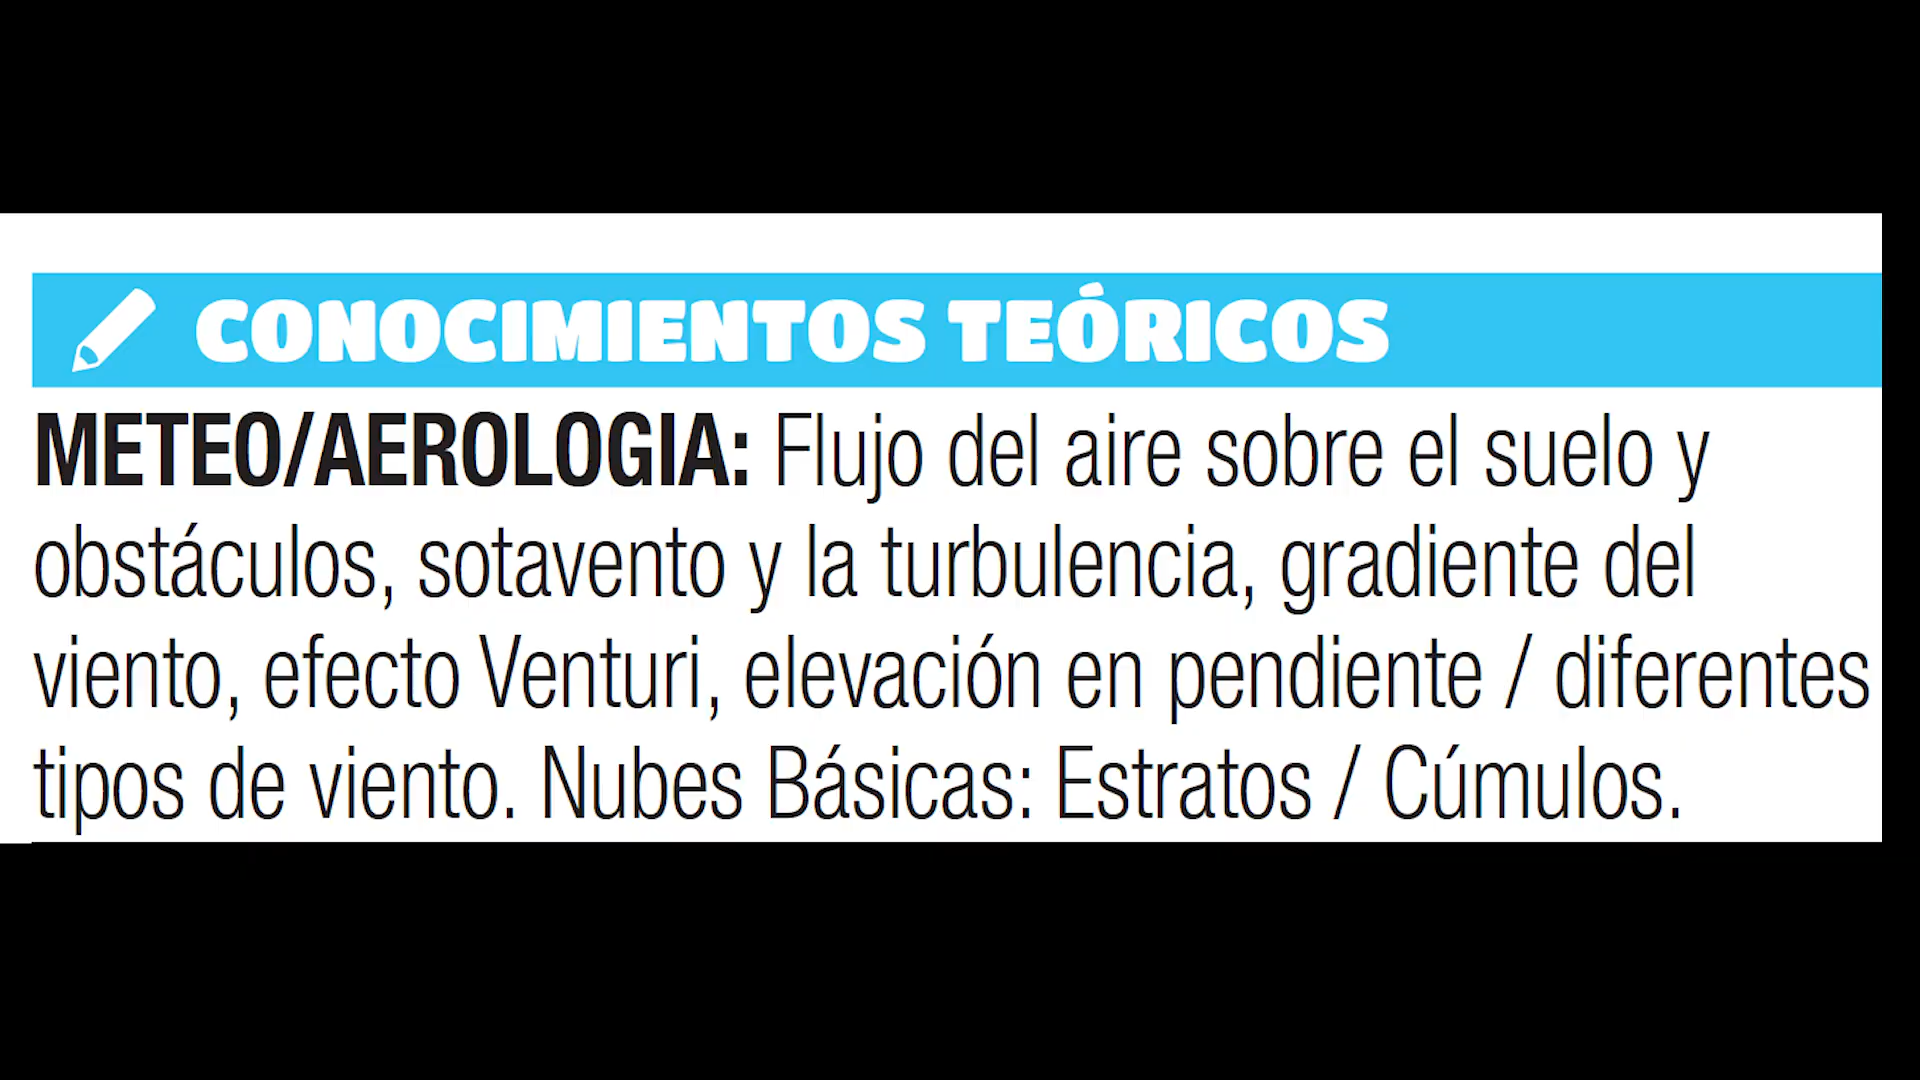 CONOCIMIENTOS TEÓRICOS
METEO/AEROLOGIA: Flujo del aire sobre el suelo y
obstáculos, sotavento y la turbulencia, gradiente del
viento, efecto Venturi, elevación en pendiente / diferentes
tipos de viento. Nubes Básicas: Estratos / Cúmulos.